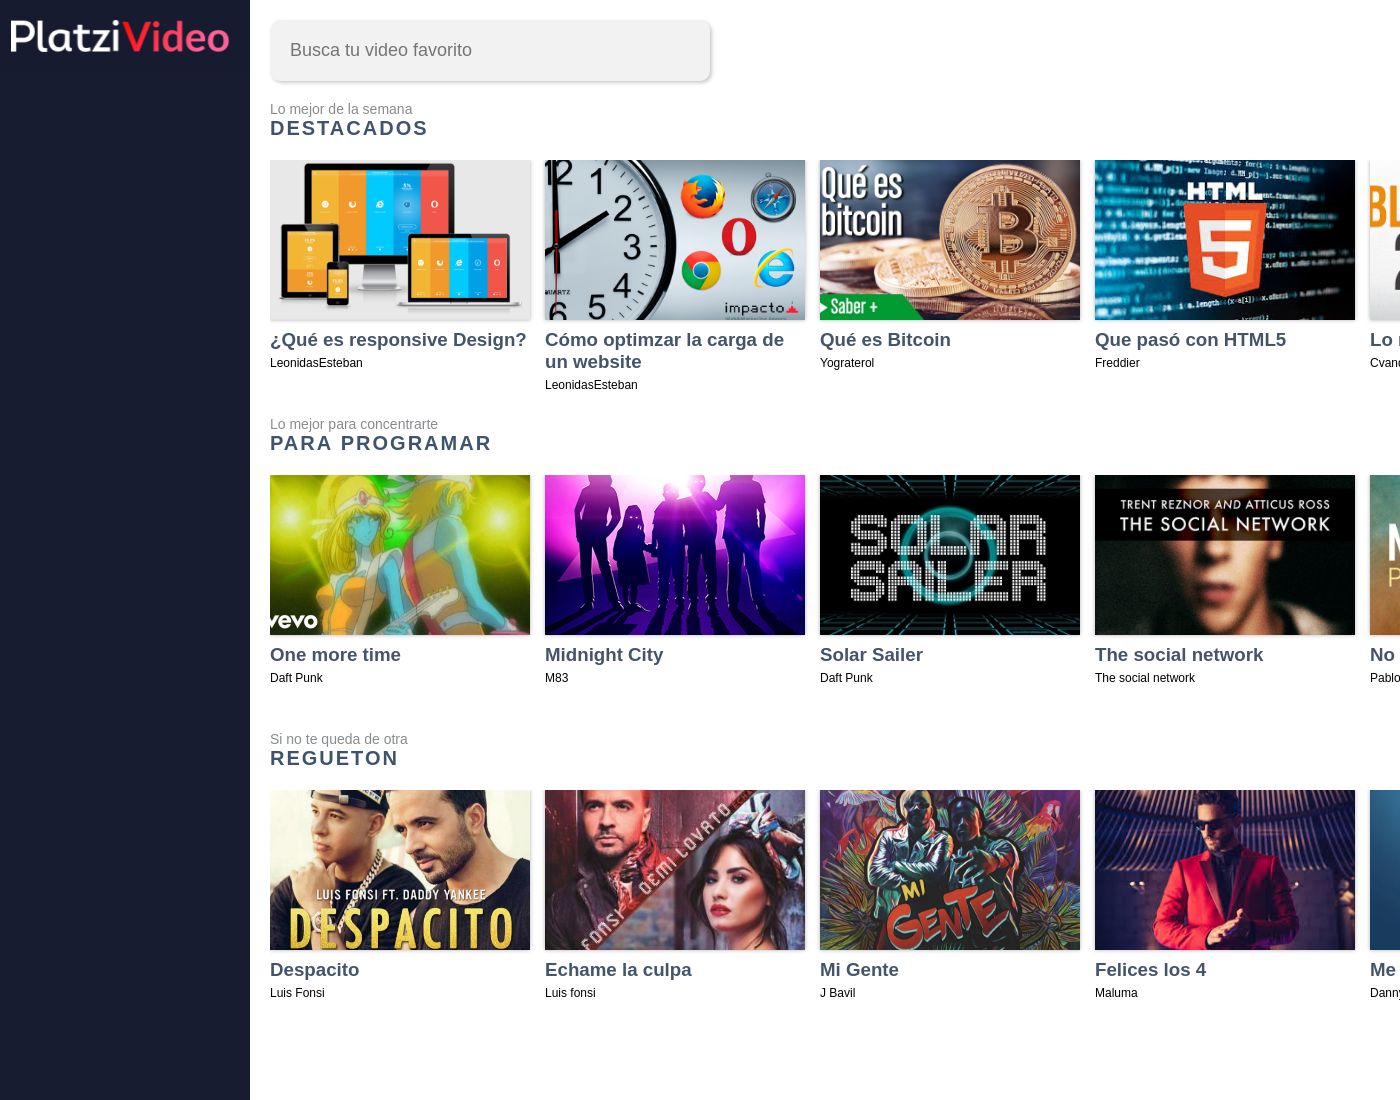 PlatziVideo
Busca tu video favorito
Lo mejor de la semana
DESTACADOS
12
1
2
3
4
5
6
QUARTZ
impacto
Qué es
bitcoin
Saber +
HTML
5
BL
¿Qué es responsive Design?
LeonidasEsteban
Cómo optimzar la carga de
un website
LeonidasEsteban
Qué es Bitcoin
Yograterol
Que pasó con HTML5
Freddier
Lo
Cvand
Lo mejor para concentrarte
PARA PROGRAMAR
vevo
SOLAR
SAILER
TRENT REZNOR AND ATTICUS ROSS
THE SOCIAL NETWORK
One more time
Daft Punk
Midnight City
M83
Solar Sailer
Daft Punk
The social network
The social network
No
Pablo
Si no te queda de otra
REGUETON
LUIS FONSI FT. DADDY YANKEE
DESPACITO
FONSI DEMI LOVATO
MI
GENTE
Despacito
Luis Fonsi
Echame la culpa
Luis fonsi
Mi Gente
J Bavil
Felices los 4
Maluma
Me
Danny